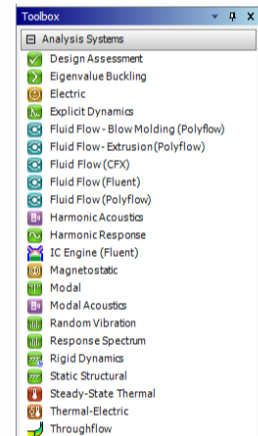 Toolbox
Analysis Systems
Design Assessment
Eigenvalue Buckling
Electric
Explicit Dynamics
Fluid Flow - Blow Molding (Polyflow)
Fluid Flow- Extrusion(Polyflow)
Fluid Flow (CFX)
Fluid Flow (Fluent)
Fluid Flow (Polyflow)
Harmonic Acoustics
Harmonic Response
IC Engine (Fluent)
Magnetostatic
Modal
Modal Acoustics
Random Vibration
Response Spectrum
Rigid Dynamics
Static Structural
Steady-State Thermal
Thermal-Electric
Throughflow